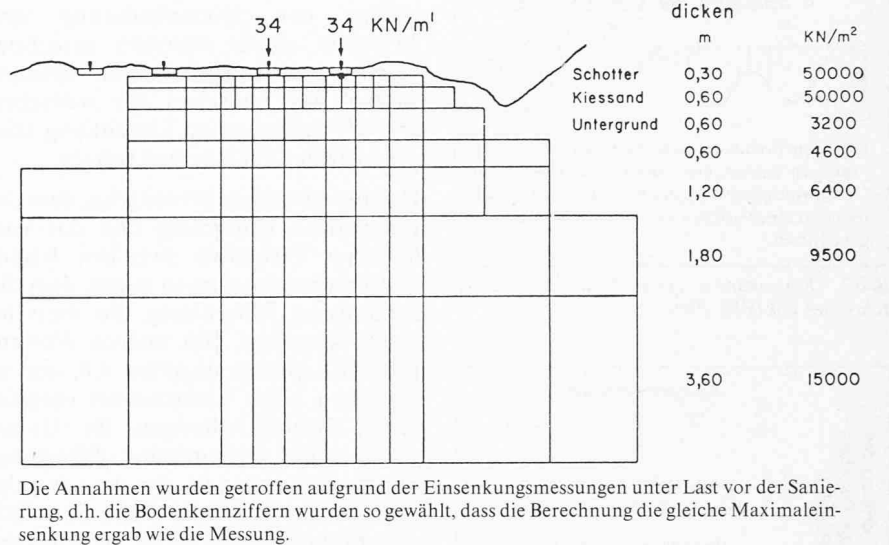 34 34 KN/m'
dicken
m KN/m²
Schotter 0,30 50000
Kiessand 0,60 50000
Untergrund 0,60 3200
0,60 4600
1,20 6400
1,80 9500
3,60 15000
Die Annahmen wurden getroffen aufgrund der Einsenkungsmessungen unter Last vor der Sanie-
rung, d.h. die Bodenkennziffern wurden so gewählt, dass die Berechnung die gleiche Maximalein-
senkung ergab wie die Messung.